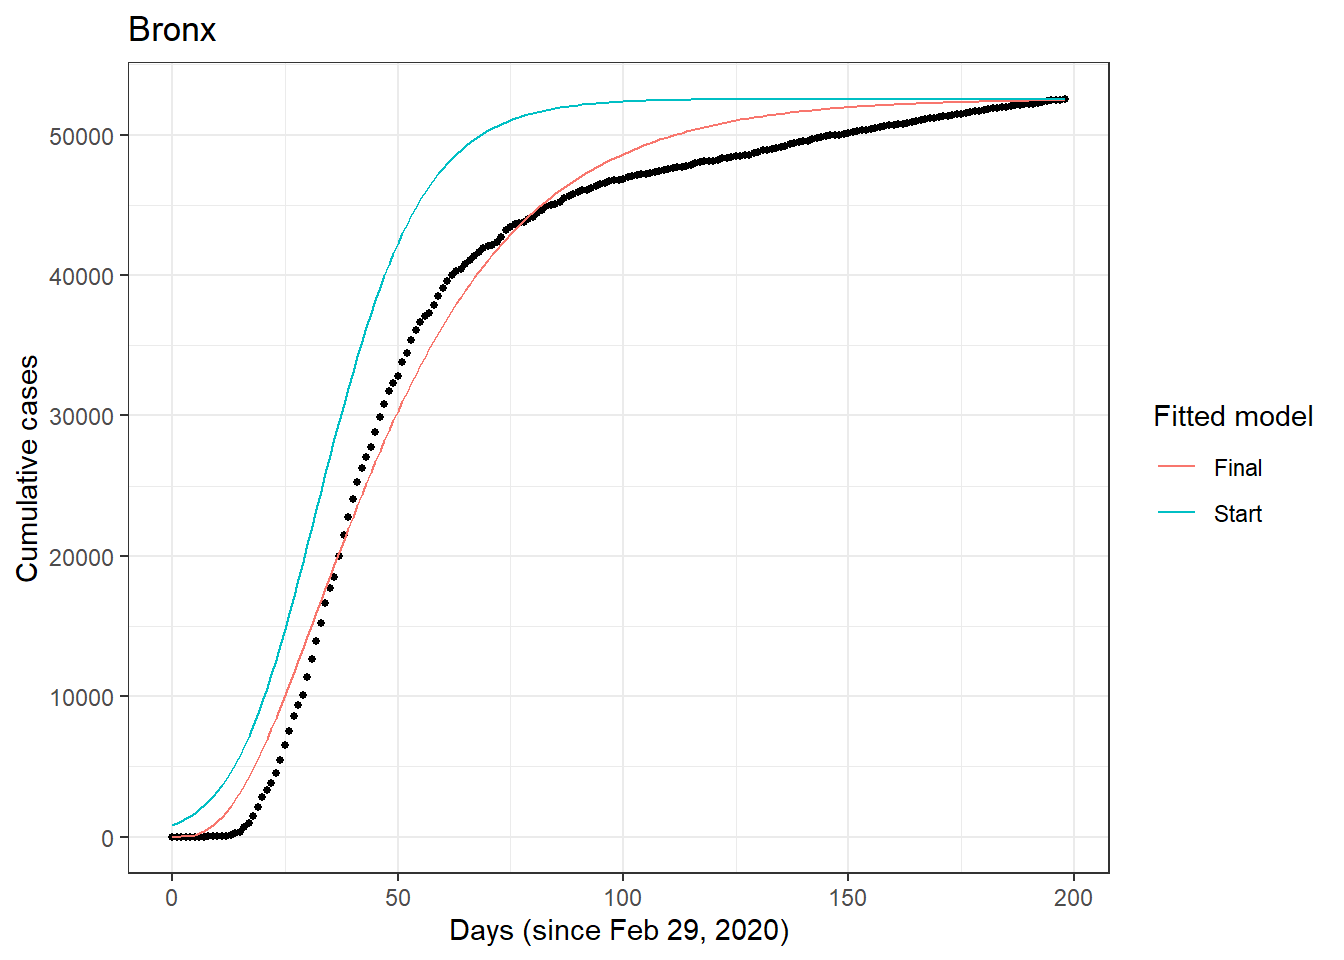 Bronx
50000
40000
30000
20000
10000
0
Cumulative cases
0 50 100 150 200
Days (since Feb 29, 2020)
Fitted model
Final
Start